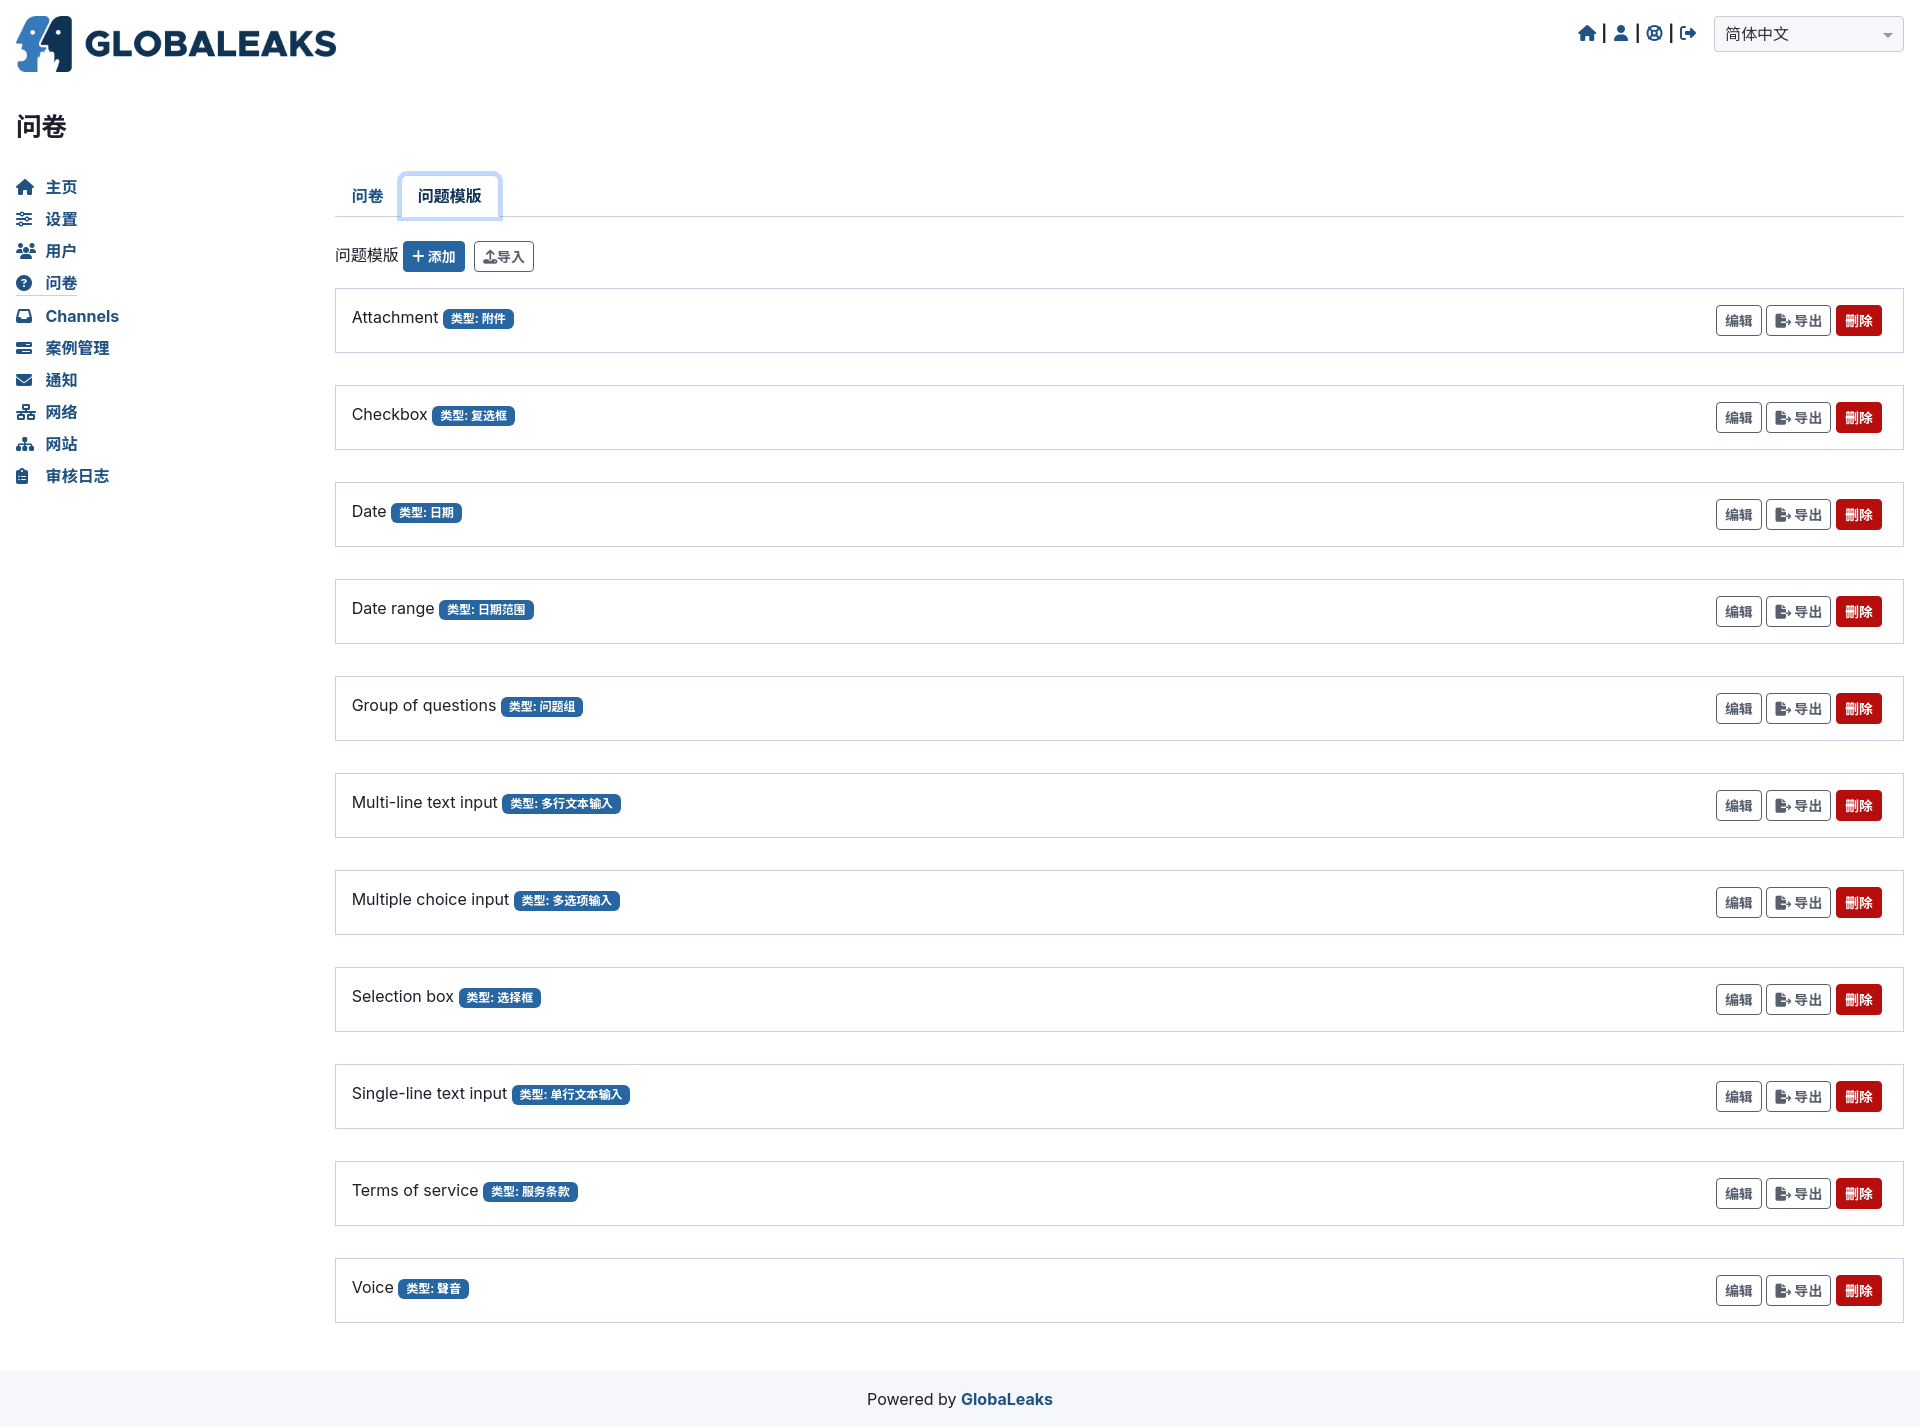 GLOBALEAKS
简体中文
问卷
主页
设置
用户
问卷
Channels
案例管理
通知
网络
网站
审核日志
问卷 问题模版
问题模版 添加 导入
Attachment 类型: 附件 编辑 导出 删除
Checkbox 类型: 复选框 编辑 导出 删除
Date 类型: 日期 编辑 导出 删除
Date range 类型: 日期范围 编辑 导出 删除
Group of questions 类型: 问题组 编辑 导出 删除
Multi-line text input 类型: 多行文本输入 编辑 导出 删除
Multiple choice input 类型: 多选项输入 编辑 导出 删除
Selection box 类型: 选择框 编辑 导出 删除
Single-line text input 类型: 单行文本输入 编辑 导出 删除
Terms of service 类型: 服务条款 编辑 导出 删除
Voice 类型: 聲音 编辑 导出 删除
Powered by GlobaLeaks